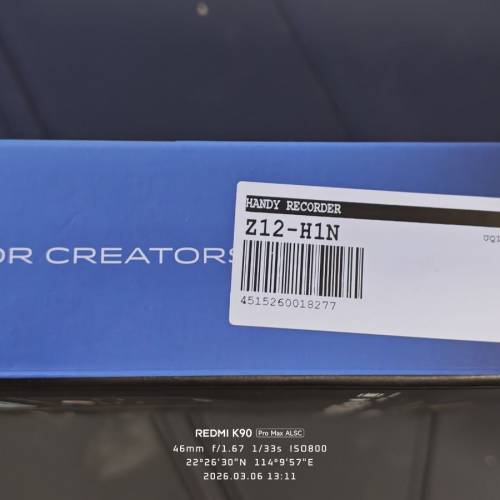 OR CREATORS
HANDY RECORDER
Z12-H1N
4515260018277
REDMI K90 Pro Max ALSC
46mm f/1.67 1/33s ISO800
22°26'30"N 114°9'57"E
2026.03.06 13:11